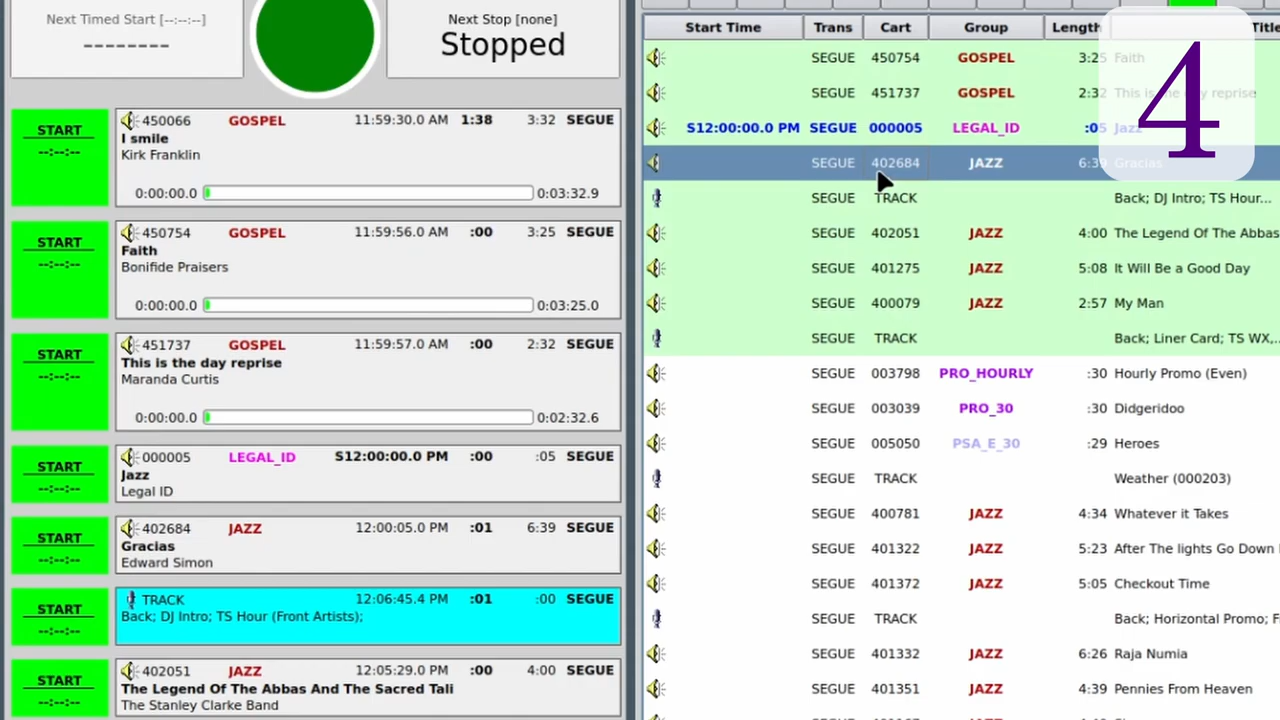 Next Timed Start [--:--:--]
--------
Next Stop [none]
Stopped
START
--:--:--
450066 GOSPEL 11:59:30.0 AM 1:38 3:32 SEGUE
I smile
Kirk Franklin
0:00:00.0 0:03:32.9
START
--:--:--
450754 GOSPEL 11:59:56.0 AM :00 3:25 SEGUE
Faith
Bonifide Praisers
0:00:00.0 0:03:25.0
START
--:--:--
451737 GOSPEL 11:59:57.0 AM :00 2:32 SEGUE
This is the day reprise
Maranda Curtis
0:00:00.0 0:02:32.6
START
--:--:--
000005 LEGAL_ID S12:00:00.0 PM :00 :05 SEGUE
Jazz
Legal ID
START
--:--:--
402684 JAZZ 12:00:05.0 PM :01 6:39 SEGUE
Gracias
Edward Simon
START
--:--:--
TRACK 12:06:45.4 PM :01 :00 SEGUE
Back; DJ Intro; TS Hour (Front Artists);
START
--:--:--
402051 JAZZ 12:05:29.0 PM :00 4:00 SEGUE
The Legend Of The Abbas And The Sacred Tali
The Stanley Clarke Band
Start Time Trans Cart Group Length Title
SEGUE 450754 GOSPEL 3:25 Faith
SEGUE 451737 GOSPEL 2:32 This is the day reprise
S12:00:00.0 PM SEGUE 000005 LEGAL_ID :05 Jazz
SEGUE 402684 JAZZ 6:39 Gracias
SEGUE TRACK Back; DJ Intro; TS Hour...
SEGUE 402051 JAZZ 4:00 The Legend Of The Abbas
SEGUE 401275 JAZZ 5:08 It Will Be a Good Day
SEGUE 400079 JAZZ 2:57 My Man
SEGUE TRACK Back; Liner Card; TS WX,...
SEGUE 003798 PRO_HOURLY :30 Hourly Promo (Even)
SEGUE 003039 PRO_30 :30 Didgeridoo
SEGUE 005050 PSA_E_30 :29 Heroes
SEGUE TRACK Weather (000203)
SEGUE 400781 JAZZ 4:34 Whatever it Takes
SEGUE 401322 JAZZ 5:23 After The lights Go Down
SEGUE 401372 JAZZ 5:05 Checkout Time
SEGUE TRACK Back; Horizontal Promo; F
SEGUE 401332 JAZZ 6:26 Raja Numia
SEGUE 401351 JAZZ 4:39 Pennies From Heaven
4